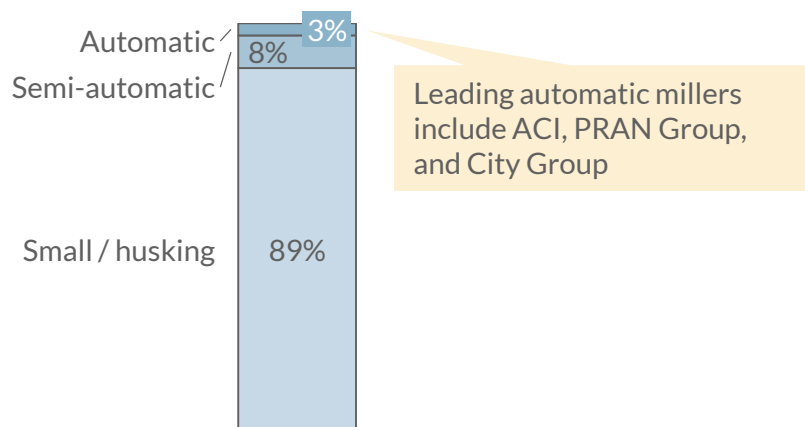 Automatic
3%
Semi-automatic
8%
Leading automatic millers
include ACI, PRAN Group,
and City Group
Small / husking
89%